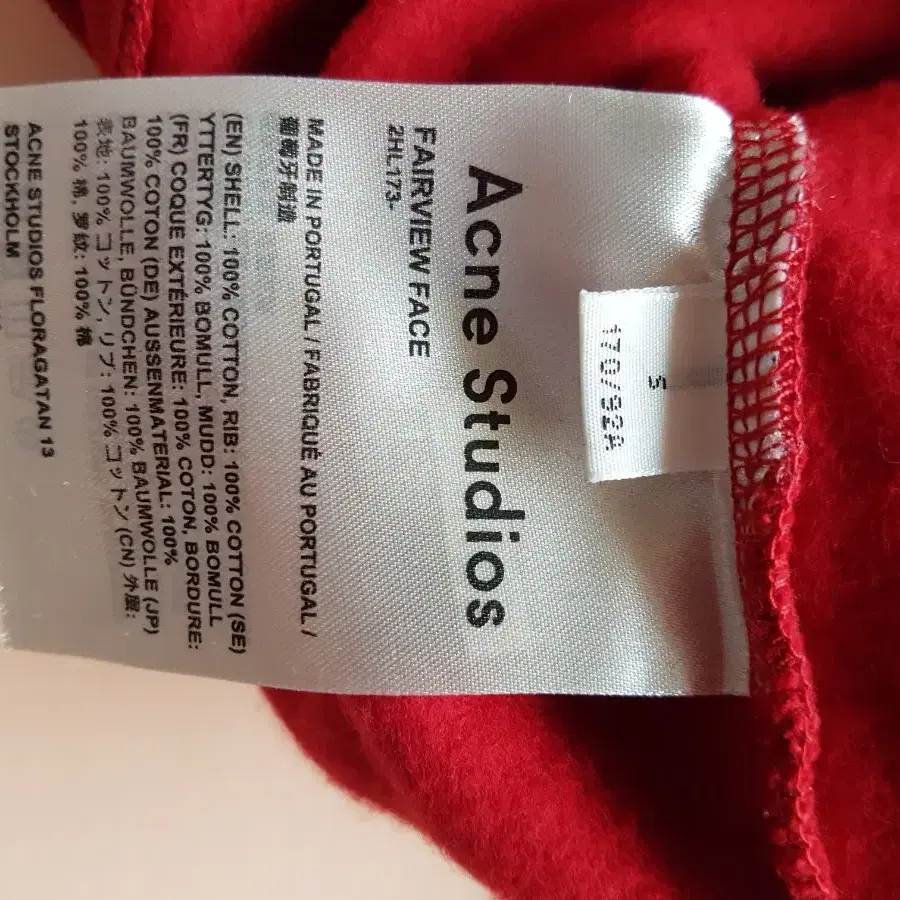 S
170/92A
Acne Studios
FAIRVIEW FACE
2HL173-
MADE IN PORTUGAL / FABRIQUÉ AU PORTUGAL /
葡萄牙制造
(EN) SHELL: 100% COTTON, RIB: 100% COTTON (SE)
YTTERTYG: 100% BOMULL, MUDD: 100% BOMULL
(FR) COQUE EXTÉRIEURE: 100% COTON, BORDURE:
100% COTON (DE) AUSSENMATERIAL: 100%
BAUMWOLLE, BÜNDCHEN: 100% BAUMWOLLE (JP)
表地: 100% コットン, リブ: 100% コットン (CN) 外层:
100% 棉, 罗纹: 100% 棉
ACNE STUDIOS FLORAGATAN 13
STOCKHOLM